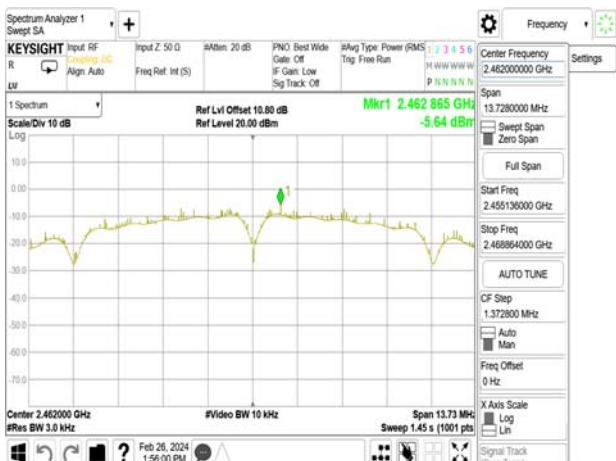 Spectrum Analyzer 1
Swept SA
KEYSIGHT
R
Input: RF
Coupling: DC
Align: Auto
Input Z: 50 Ω
Freq Ref: Int (S)
#Atten: 20 dB
PNO: Best Wide
Gate: Off
IF Gain: Low
Sig Track: Off
#Avg Type: Power (RMS
Trig: Free Run
1 2 3 4 5 6
M W W W W W
P N N N N N
1 Spectrum
Scale/Div 10 dB
Ref Lvl Offset 10.80 dB
Ref Level 20.00 dBm
Mkr1 2.462 865 GHz
-5.64 dBm
Log
10.0
0.00
-10.0
-20.0
-30.0
-40.0
-50.0
-60.0
-70.0
1
Center 2.462000 GHz
#Res BW 3.0 kHz
#Video BW 10 kHz
Span 13.73 MHz
Sweep 1.45 s (1001 pts
Feb 26, 2024
1:56:00 PM
Frequency
Settings
Center Frequency
2.462000000 GHz
Span
13.7280000 MHz
Swept Span
Zero Span
Full Span
Start Freq
2.455136000 GHz
Stop Freq
2.468864000 GHz
AUTO TUNE
CF Step
1.372800 MHz
Auto
Man
Freq Offset
0 Hz
X Axis Scale
Log
Lin
Signal Track